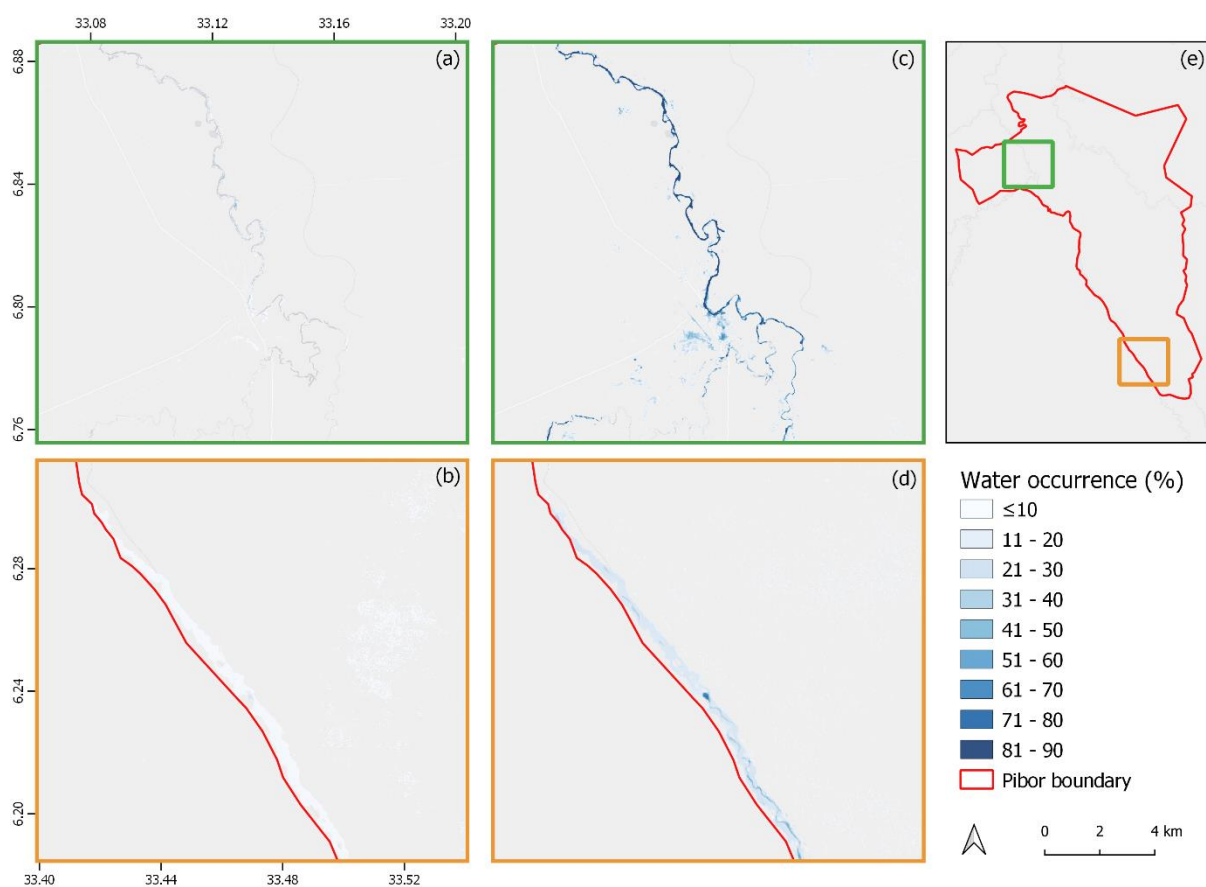 33.08 33.12 33.16 33.20
6.88
6.84
6.80
6.76
(a)
(c)
(e)
6.28
6.24
6.20
(b)
(d)
33.40 33.44 33.48 33.52
Water occurrence (%)
≤10
11 - 20
21 - 30
31 - 40
41 - 50
51 - 60
61 - 70
71 - 80
81 - 90
Pibor boundary
0 2 4 km